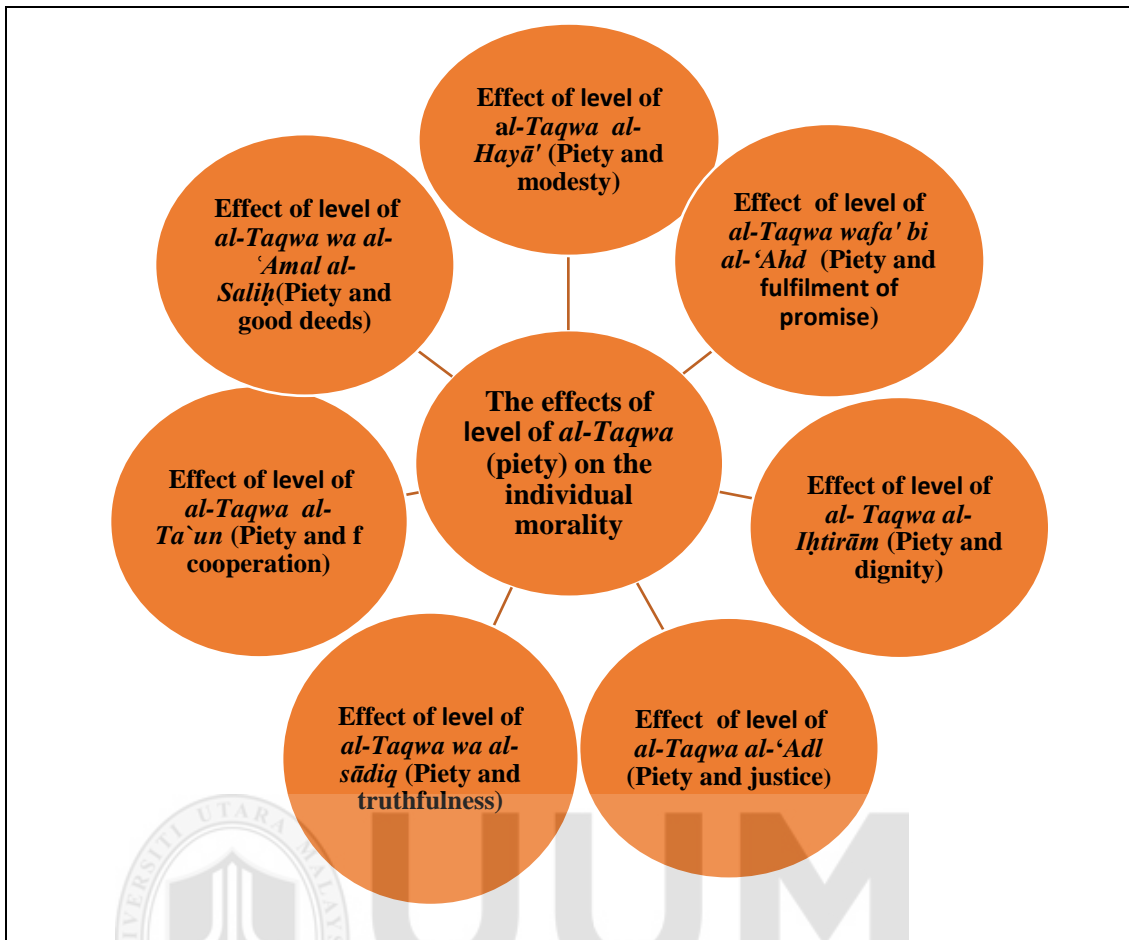 Effect of level of
al-Taqwa al-
Hayā' (Piety and
modesty)
Effect of level of
al-Taqwa wafa' bi
al-‘Ahd (Piety and
fulfilment of
promise)
Effect of level of
al- Taqwa al-
Iḥtirām (Piety and
dignity)
Effect of level of
al-Taqwa al-‘Adl
(Piety and justice)
Effect of level of
al-Taqwa wa al-
sādiq (Piety and
truthfulness)
Effect of level of
al-Taqwa al-
Ta`un (Piety and f
cooperation)
Effect of level of
al-Taqwa wa al-
ʿAmal al-
Saliḥ(Piety and
good deeds)
The effects of
level of al-Taqwa
(piety) on the
individual
morality
UNIVERSITI UTARA MALAYS
UUM